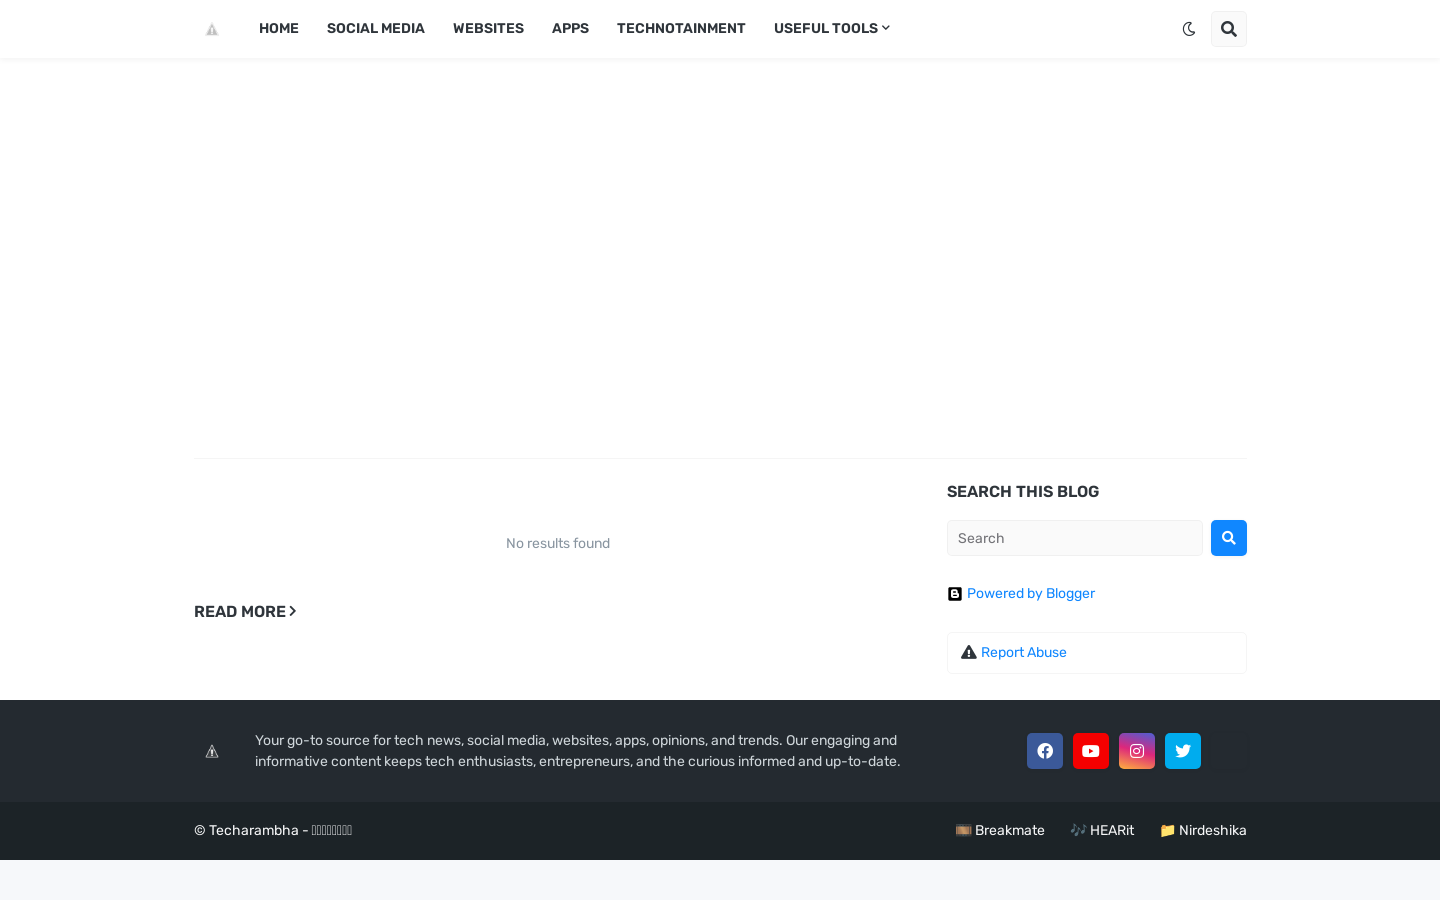 HOME SOCIAL MEDIA WEBSITES APPS TECHNOTAINMENT USEFUL TOOLS
SEARCH THIS BLOG
Search
No results found
Powered by Blogger
READ MORE
Report Abuse
Your go-to source for tech news, social media, websites, apps, opinions, and trends. Our engaging and
informative content keeps tech enthusiasts, entrepreneurs, and the curious informed and up-to-date.
© Techarambha -
Breakmate HEARit Nirdeshika